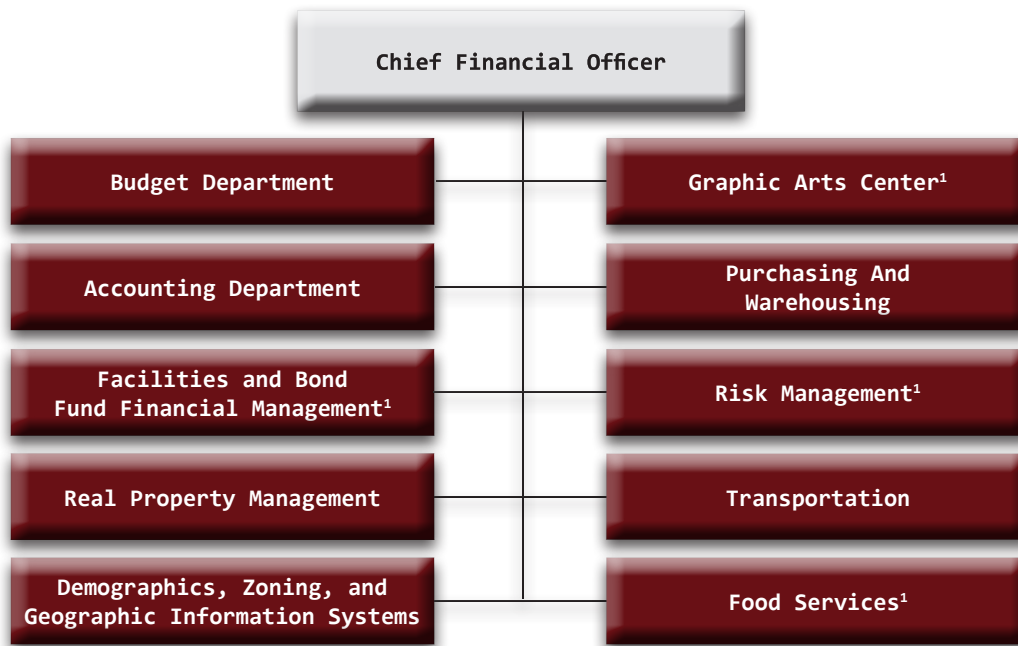 Chief Financial Officer
Budget Department
Graphic Arts Center¹
Accounting Department
Purchasing And
Warehousing
Facilities and Bond
Fund Financial Management¹
Risk Management¹
Real Property Management
Transportation
Demographics, Zoning, and
Geographic Information Systems
Food Services¹